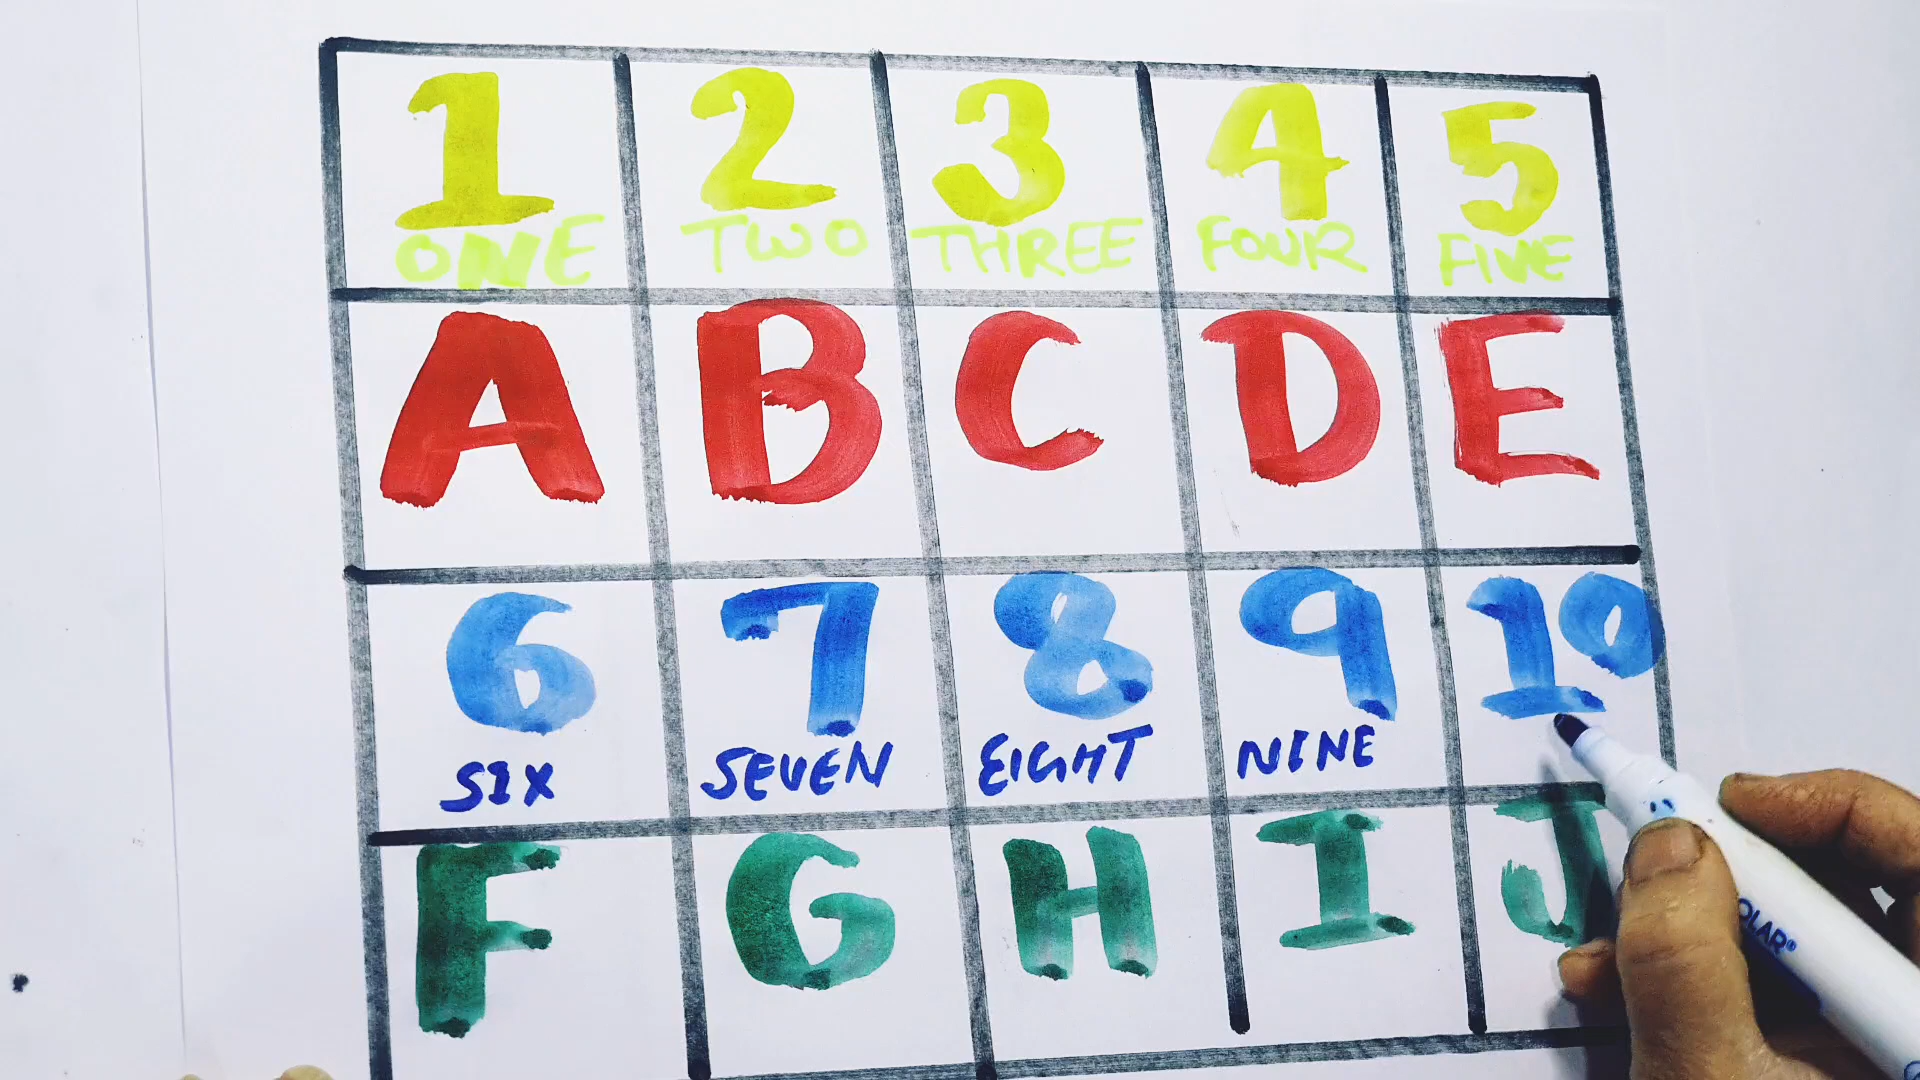 1 2 3 4 5
ONE TWO THREE FOUR FIVE
A B C D E
6 7 8 9 10
SIX SEVEN EIGHT NINE
F G H I J
OLAR